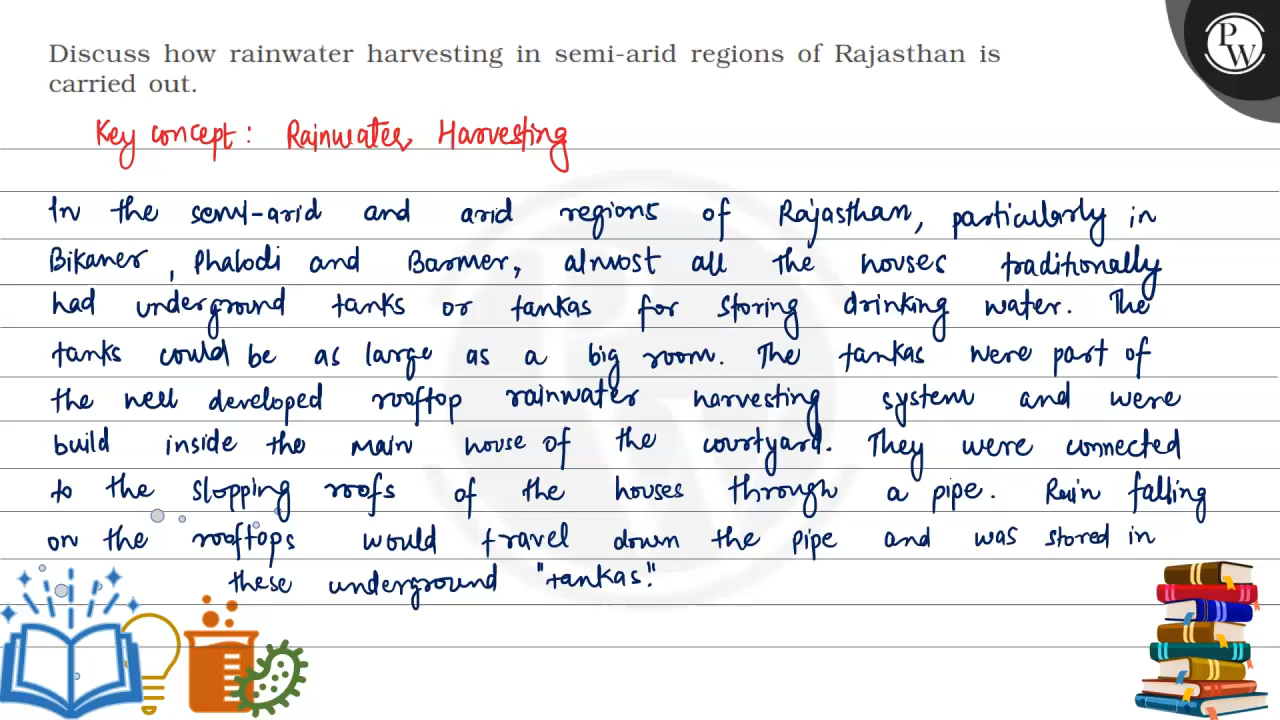 Discuss how rainwater harvesting in semi-arid regions of Rajasthan is
carried out.
PW
Key concept: Rainwater Harvesting
In the semi-arid and arid regions of Rajasthan, particularly in
Bikaner, Phalodi and Barmer, almost all the houses traditionally
had underground tanks or tankas for storing drinking water. The
tanks could be as large as a big room. The tankas were part of
the well developed rooftop rainwater harvesting system and were
build inside the main house of the courtyard. They were connected
to the slopping roofs of the houses through a pipe. Rain falling
on the rooftops would travel down the pipe and was stored in
these underground "tankas."